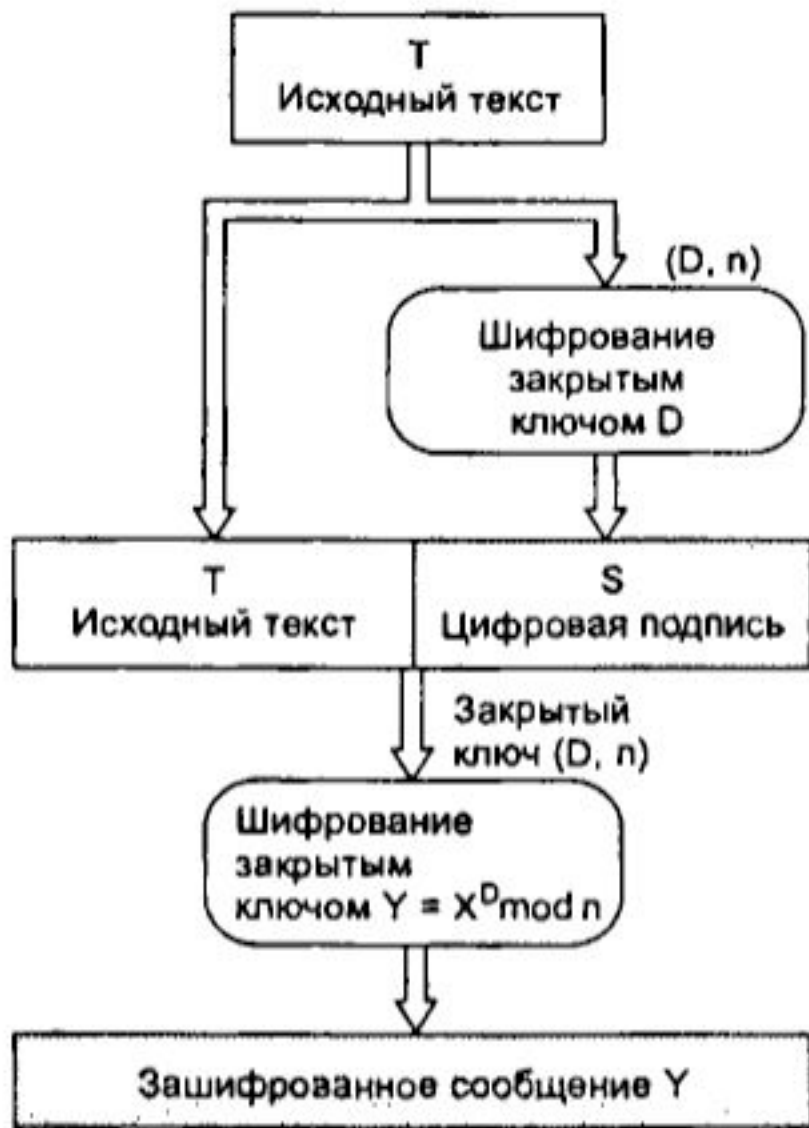 T
Исходный текст
(D, n)
Шифрование
закрытым
ключом D
T
Исходный текст
S
Цифровая подпись
Закрытый
ключ (D, n)
Шифрование
закрытым
ключом Y = X^D mod n
Зашифрованное сообщение Y